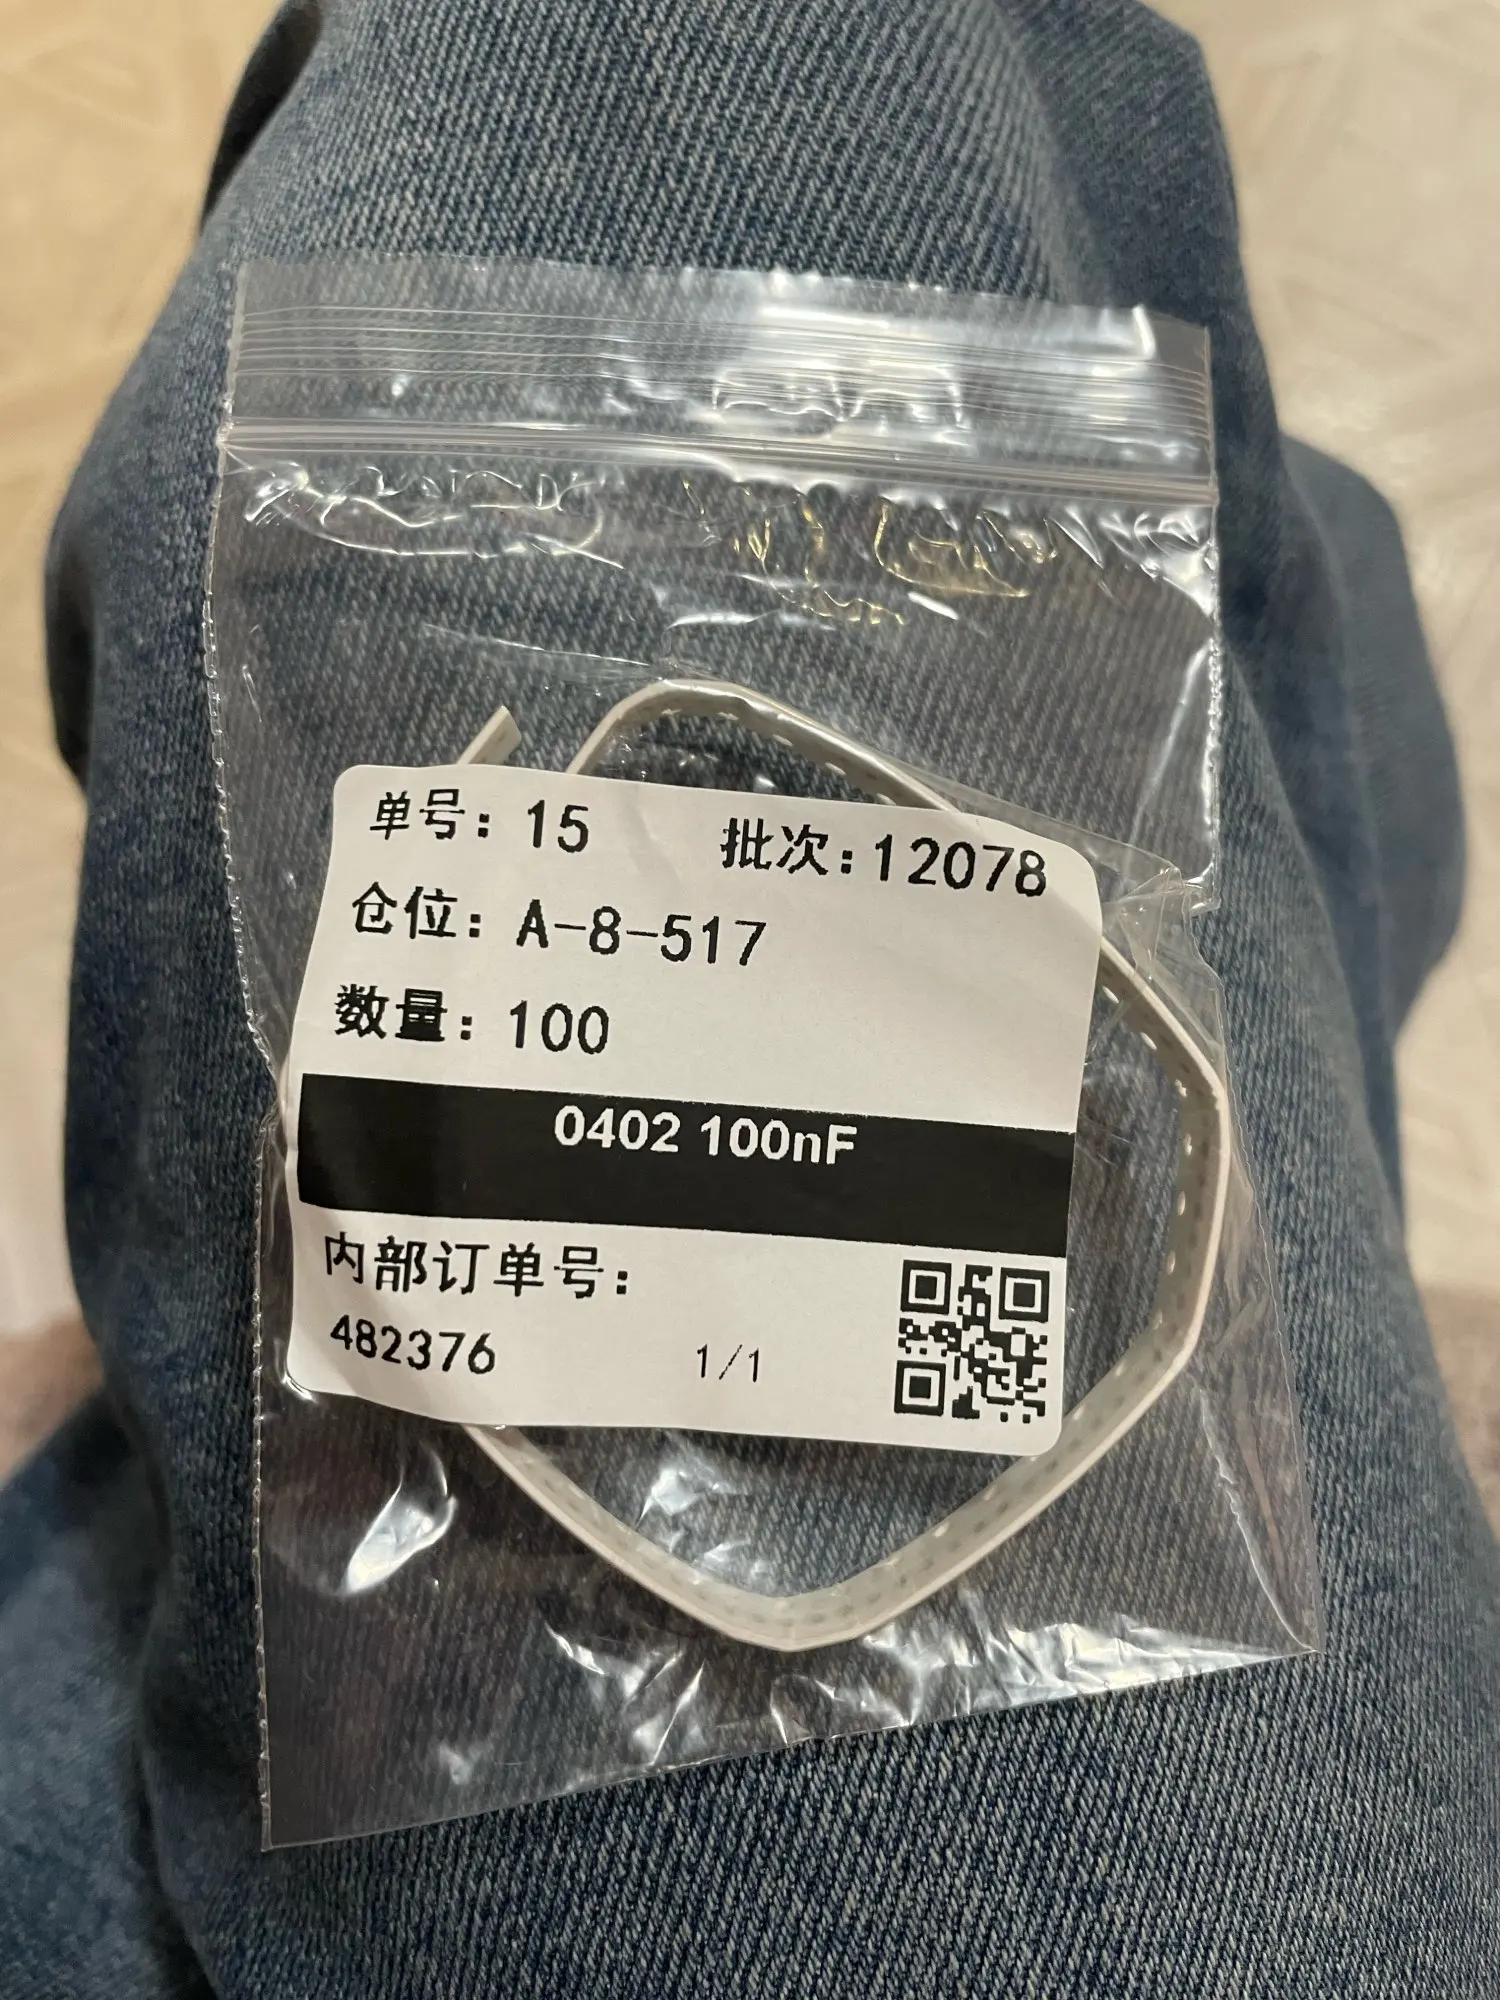 单号：15 批次：12078
仓位：A-8-517
数量：100
0402 100nF
内部订单号：
482376 1/1